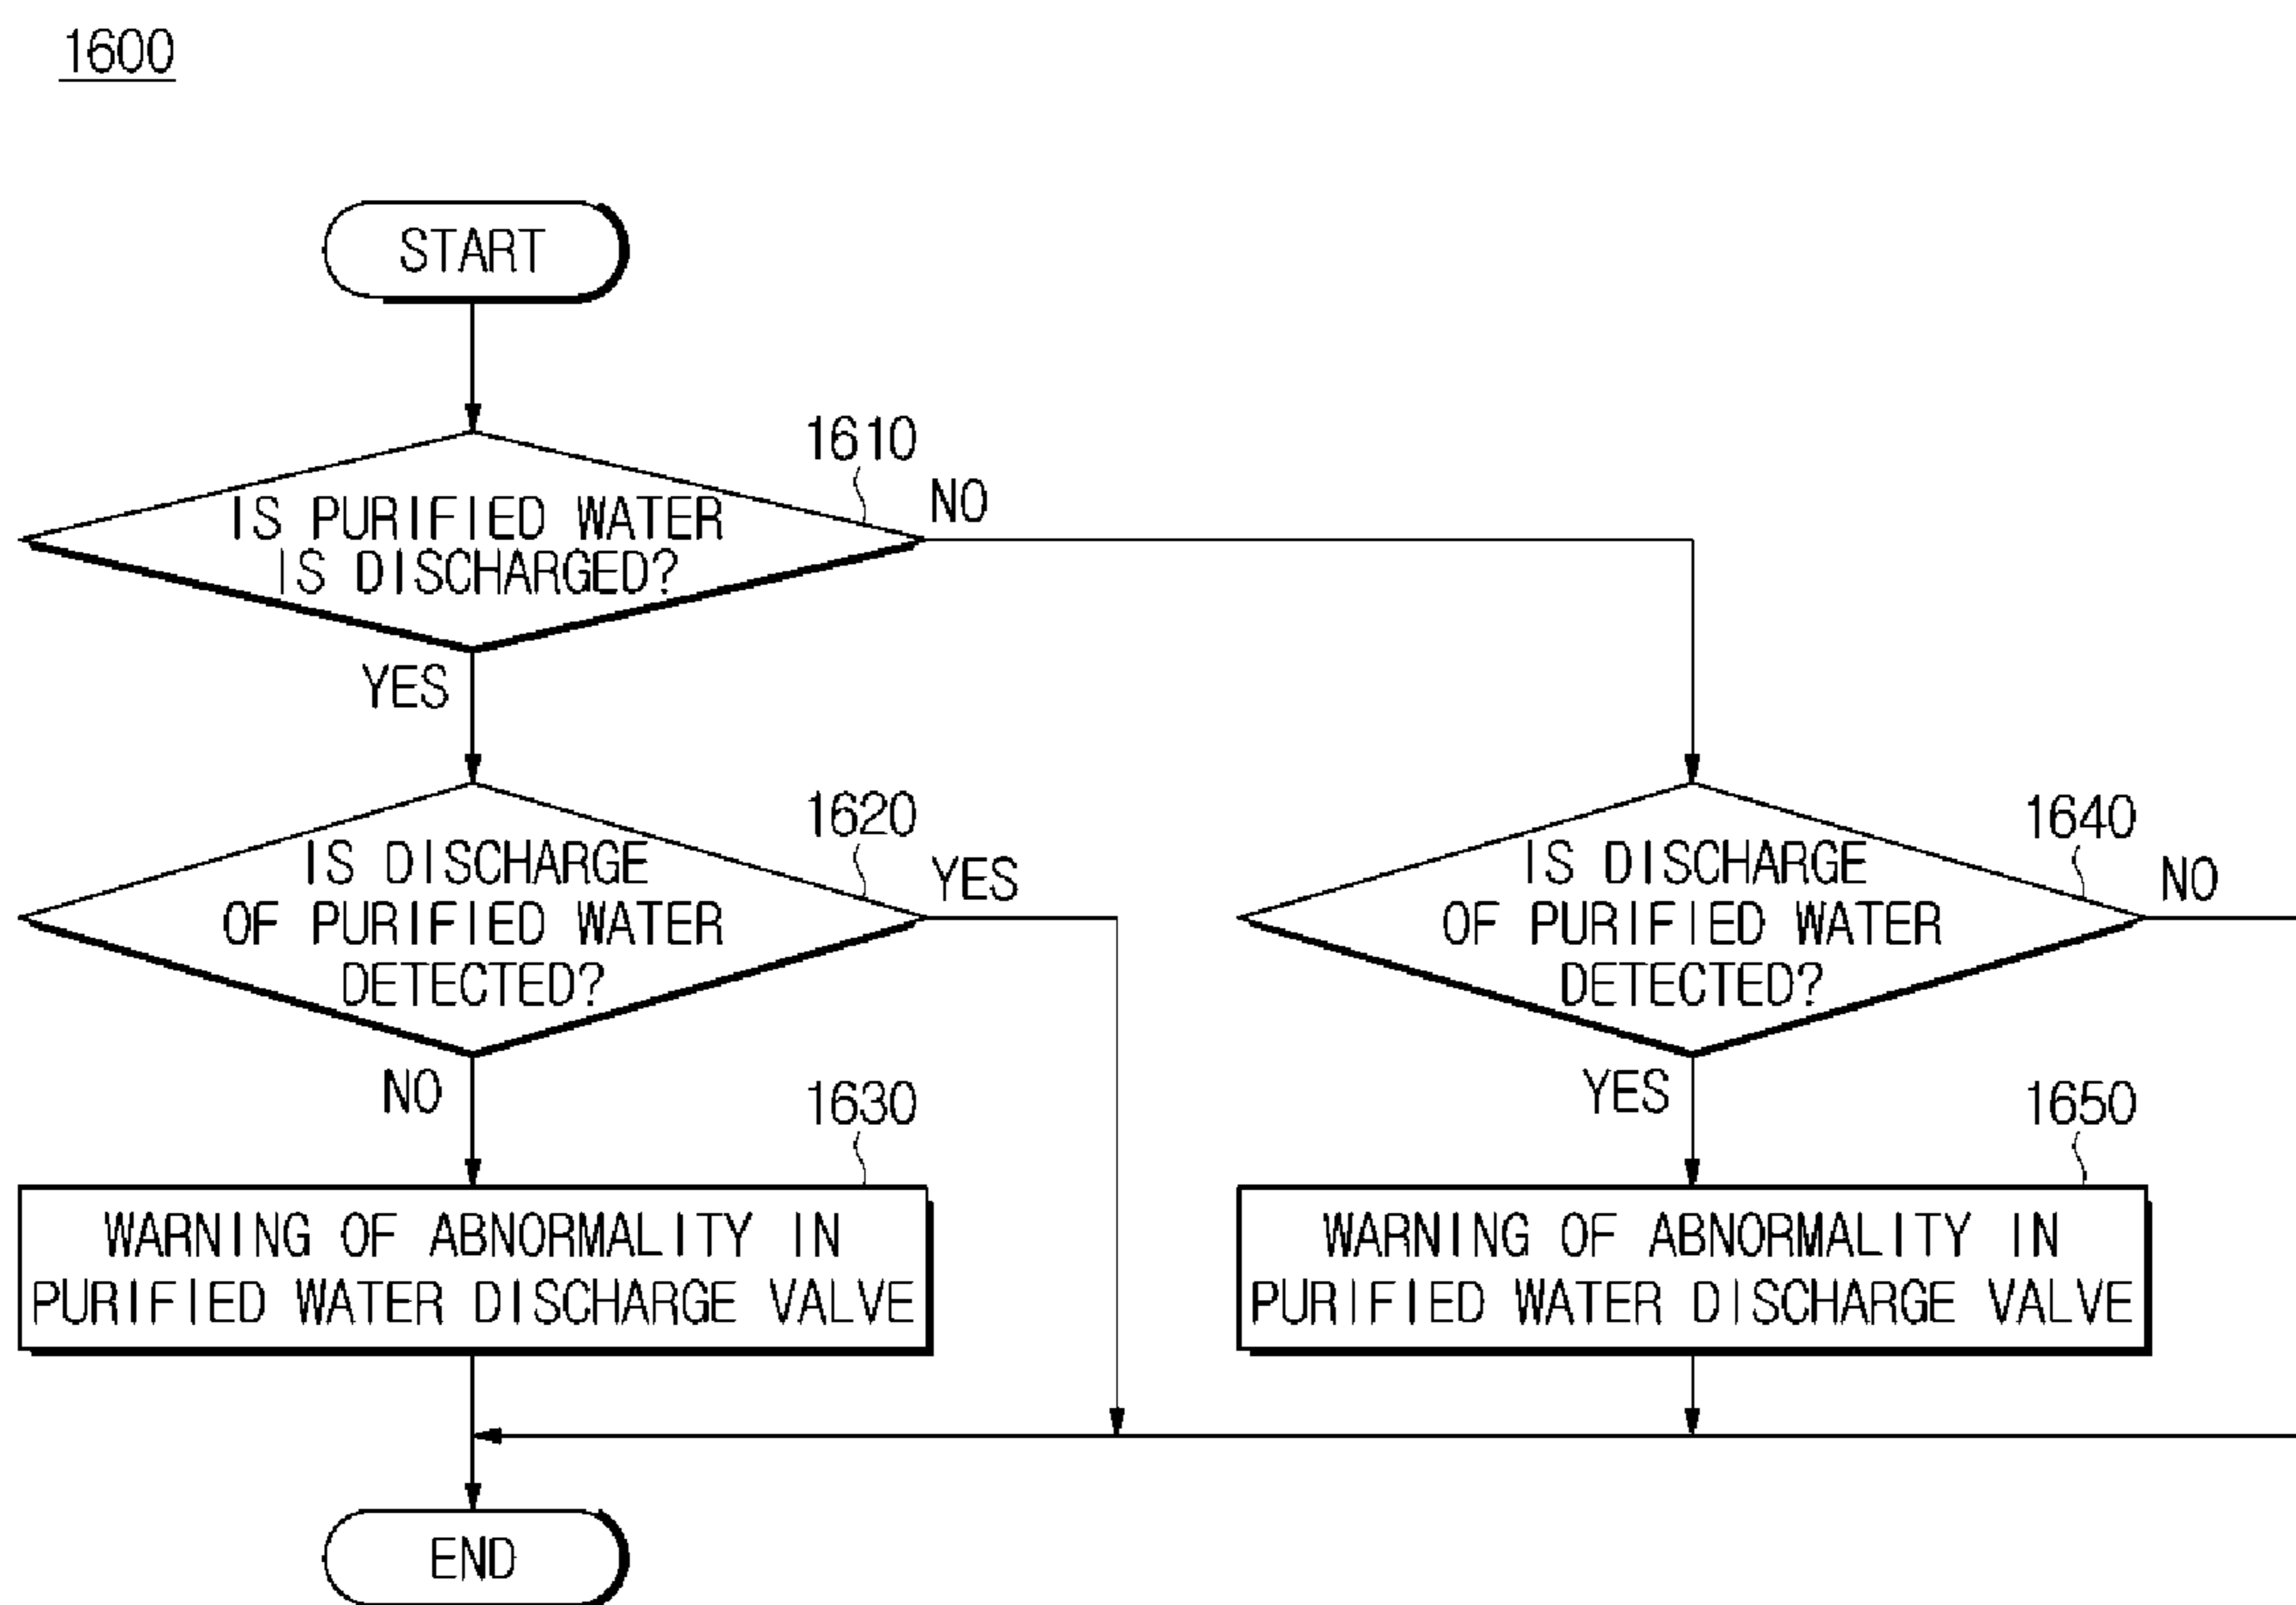 1600
START
1610
NO
IS PURIFIED WATER
IS DISCHARGED?
YES
1620
YES
IS DISCHARGE
OF PURIFIED WATER
DETECTED?
NO
1640
NO
IS DISCHARGE
OF PURIFIED WATER
DETECTED?
YES
1630
WARNING OF ABNORMALITY IN
PURIFIED WATER DISCHARGE VALVE
1650
WARNING OF ABNORMALITY IN
PURIFIED WATER DISCHARGE VALVE
END